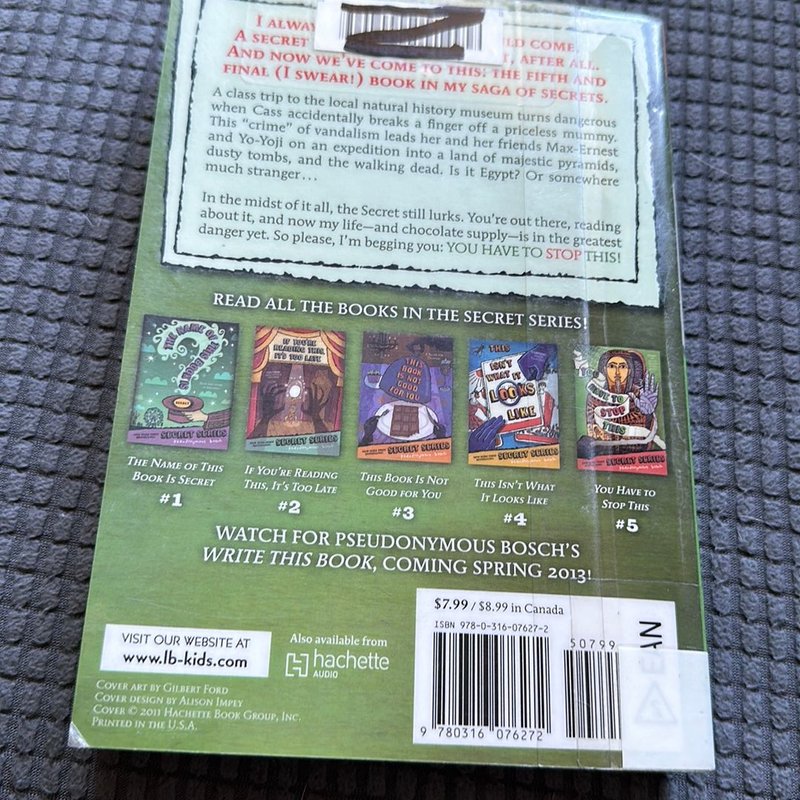 I ALWAY
A SECRET ULD COME.
T, AFTER ALL.
AND NOW WE'VE COME TO THIS: THE FIFTH AND
FINAL (I SWEAR!) BOOK IN MY SAGA OF SECRETS.
A class trip to the local natural history museum turns dangerous
when Cass accidentally breaks a finger off a priceless mummy.
This “crime” of vandalism leads her and her friends Max-Ernest
and Yo-Yoji on an expedition into a land of majestic pyramids,
dusty tombs, and the walking dead. Is it Egypt? Or somewhere
much stranger...
In the midst of it all, the Secret still lurks. You're out there, reading
about it, and now my life—and chocolate supply—is in the greatest
danger yet. So please, I'm begging you: YOU HAVE TO STOP THIS!
READ ALL THE BOOKS IN THE SECRET SERIES!
THE NAME OF
THIS BOOK IS SECRET
SECRET SERIES
IF YOU'RE
READING THIS,
IT'S TOO LATE
SECRET SERIES
THIS
BOOK IS
NOT
GOOD
FOR YOU
SECRET SERIES
THIS
ISN'T
WHAT IT
LOOKS
LIKE
SECRET SERIES
HAVE TO
STOP
THIS
SECRET SERIES
THE NAME OF THIS
BOOK IS SECRET
#1
IF YOU'RE READING
THIS, IT'S TOO LATE
#2
THIS BOOK IS NOT
GOOD FOR YOU
#3
THIS ISN'T WHAT
IT LOOKS LIKE
#4
YOU HAVE TO
STOP THIS
#5
WATCH FOR PSEUDONYMOUS BOSCH'S
WRITE THIS BOOK, COMING SPRING 2013!
VISIT OUR WEBSITE AT
www.lb-kids.com
Also available from
hachette
AUDIO
COVER ART BY GILBERT FORD
COVER DESIGN BY ALISON IMPEY
COVER © 2011 HACHETTE BOOK GROUP, INC.
PRINTED IN THE U.S.A.
$7.99 / $8.99 in Canada
ISBN 978-0-316-07627-2
50799
9 780316 076272
EAN